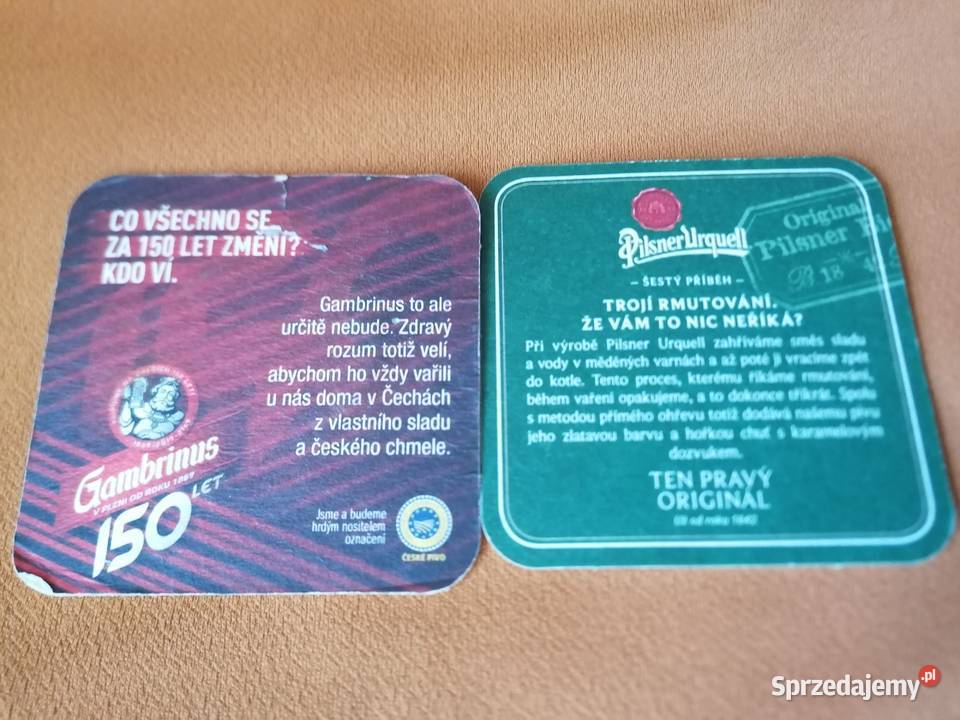 CO VŠECHNO SE
ZA 150 LET ZMĚNÍ?
KDO VÍ.
Gambrinus to ale
určitě nebude. Zdravý
rozum totiž velí,
abychom ho vždy vařili
u nás doma v Čechách
z vlastního sladu
a českého chmele.
Gambrinus
V PLZNI OD ROKU 1869
150 LET
Jsme a budeme
hrdým nositelem
označení
ČESKÉ PIVO
Pilsner Urquell
Original
Pilsner
18
– ŠESTÝ PŘÍBĚH –
TROJÍ RMUTOVÁNÍ.
ŽE VÁM TO NIC NEŘÍKÁ?
Při výrobě Pilsner Urquell zahříváme směs sladu
a vody v měděných varnách a až poté ji vracíme zpět
do kotle. Tento proces, kterému říkáme rmutování,
během vaření opakujeme, a to dokonce třikrát. Spolu
s metodou přímého ohřevu totiž dodává našemu pivu
jeho zlatavou barvu a hořkou chuť s karamelovým
dozvukem.
TEN PRAVÝ
ORIGINÁL
již od roku 1842
Sprzedajemy.pl